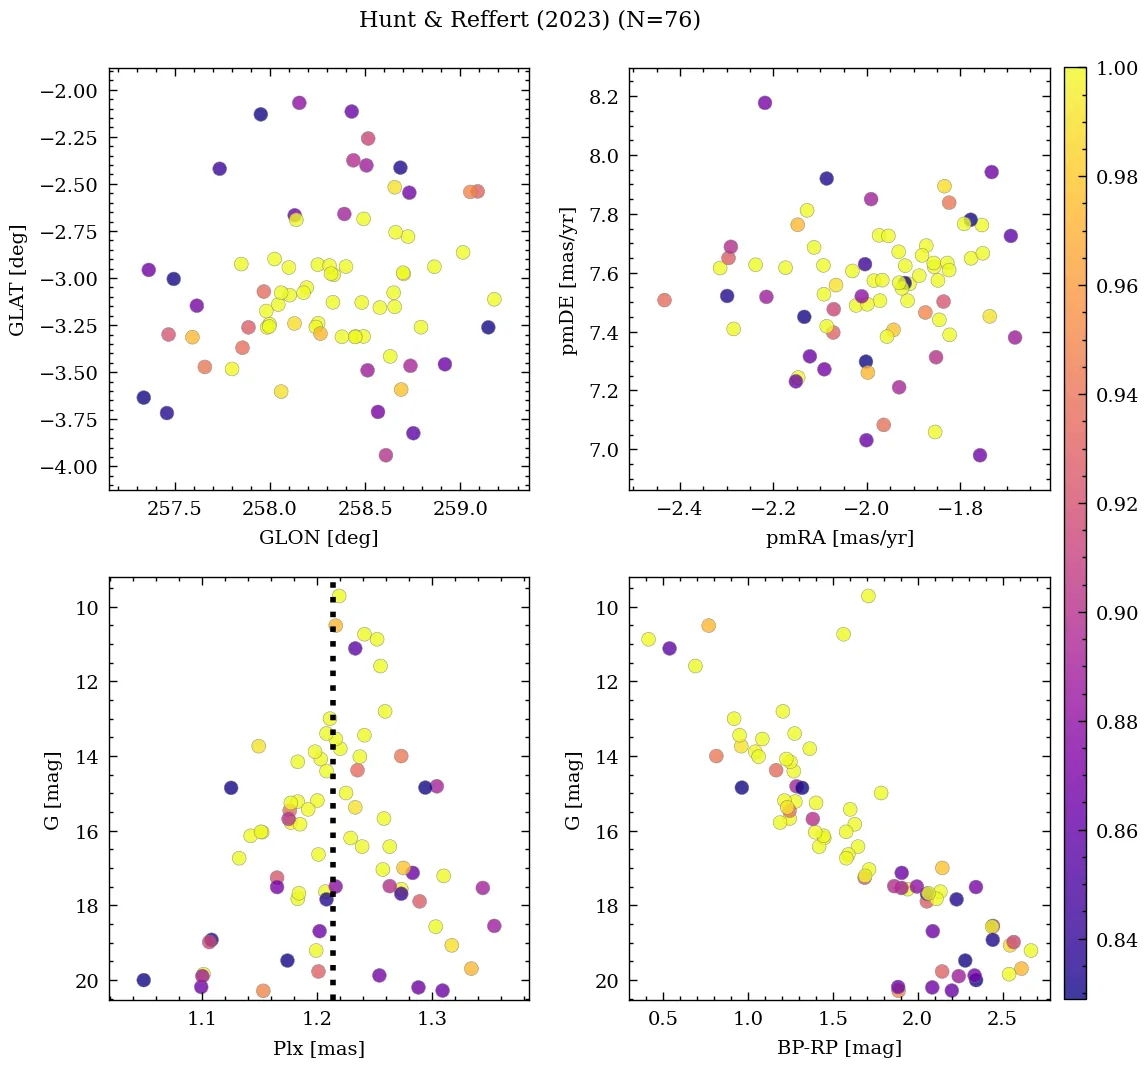 Hunt & Reffert (2023) (N=76)
−2.00
−2.25
−2.50
−2.75
−3.00
−3.25
−3.50
−3.75
−4.00
GLAT [deg]
257.5 258.0 258.5 259.0
GLON [deg]
8.2
8.0
7.8
7.6
7.4
7.2
7.0
pmDE [mas/yr]
−2.4 −2.2 −2.0 −1.8
pmRA [mas/yr]
10
12
14
16
18
20
G [mag]
1.1 1.2 1.3
Plx [mas]
10
12
14
16
18
20
G [mag]
0.5 1.0 1.5 2.0 2.5
BP-RP [mag]
1.00
0.98
0.96
0.94
0.92
0.90
0.88
0.86
0.84